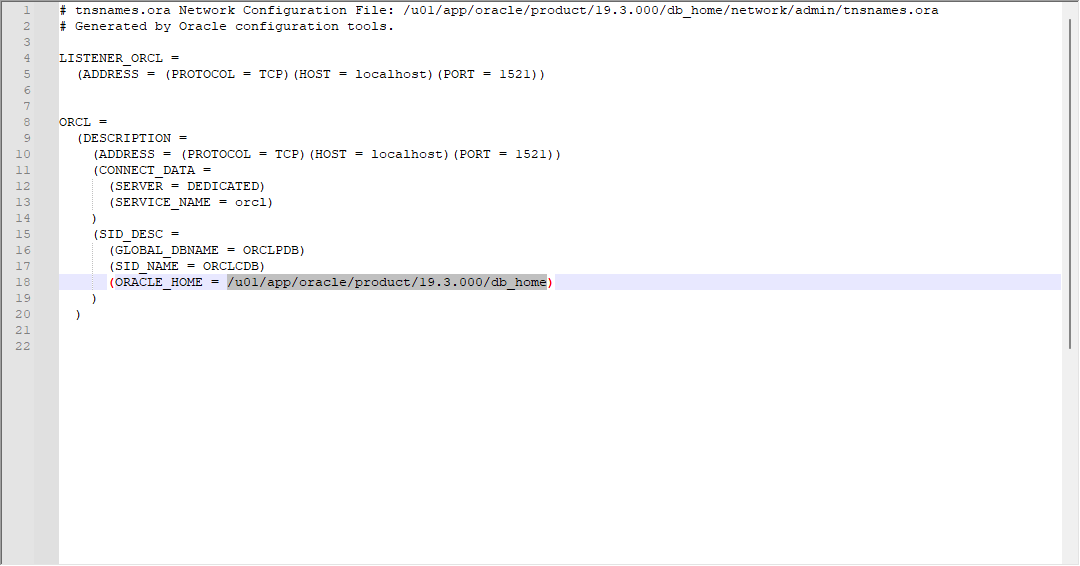 1 # tnsnames.ora Network Configuration File: /u01/app/oracle/product/19.3.000/db_home/network/admin/tnsnames.ora
2 # Generated by Oracle configuration tools.
3
4 LISTENER_ORCL =
5   (ADDRESS = (PROTOCOL = TCP)(HOST = localhost)(PORT = 1521))
6
7
8 ORCL =
9   (DESCRIPTION =
10     (ADDRESS = (PROTOCOL = TCP)(HOST = localhost)(PORT = 1521))
11     (CONNECT_DATA =
12       (SERVER = DEDICATED)
13       (SERVICE_NAME = orcl)
14     )
15     (SID_DESC =
16       (GLOBAL_DBNAME = ORCLPDB)
17       (SID_NAME = ORCLCDB)
18       (ORACLE_HOME = /u01/app/oracle/product/19.3.000/db_home)
19     )
20   )
21
22